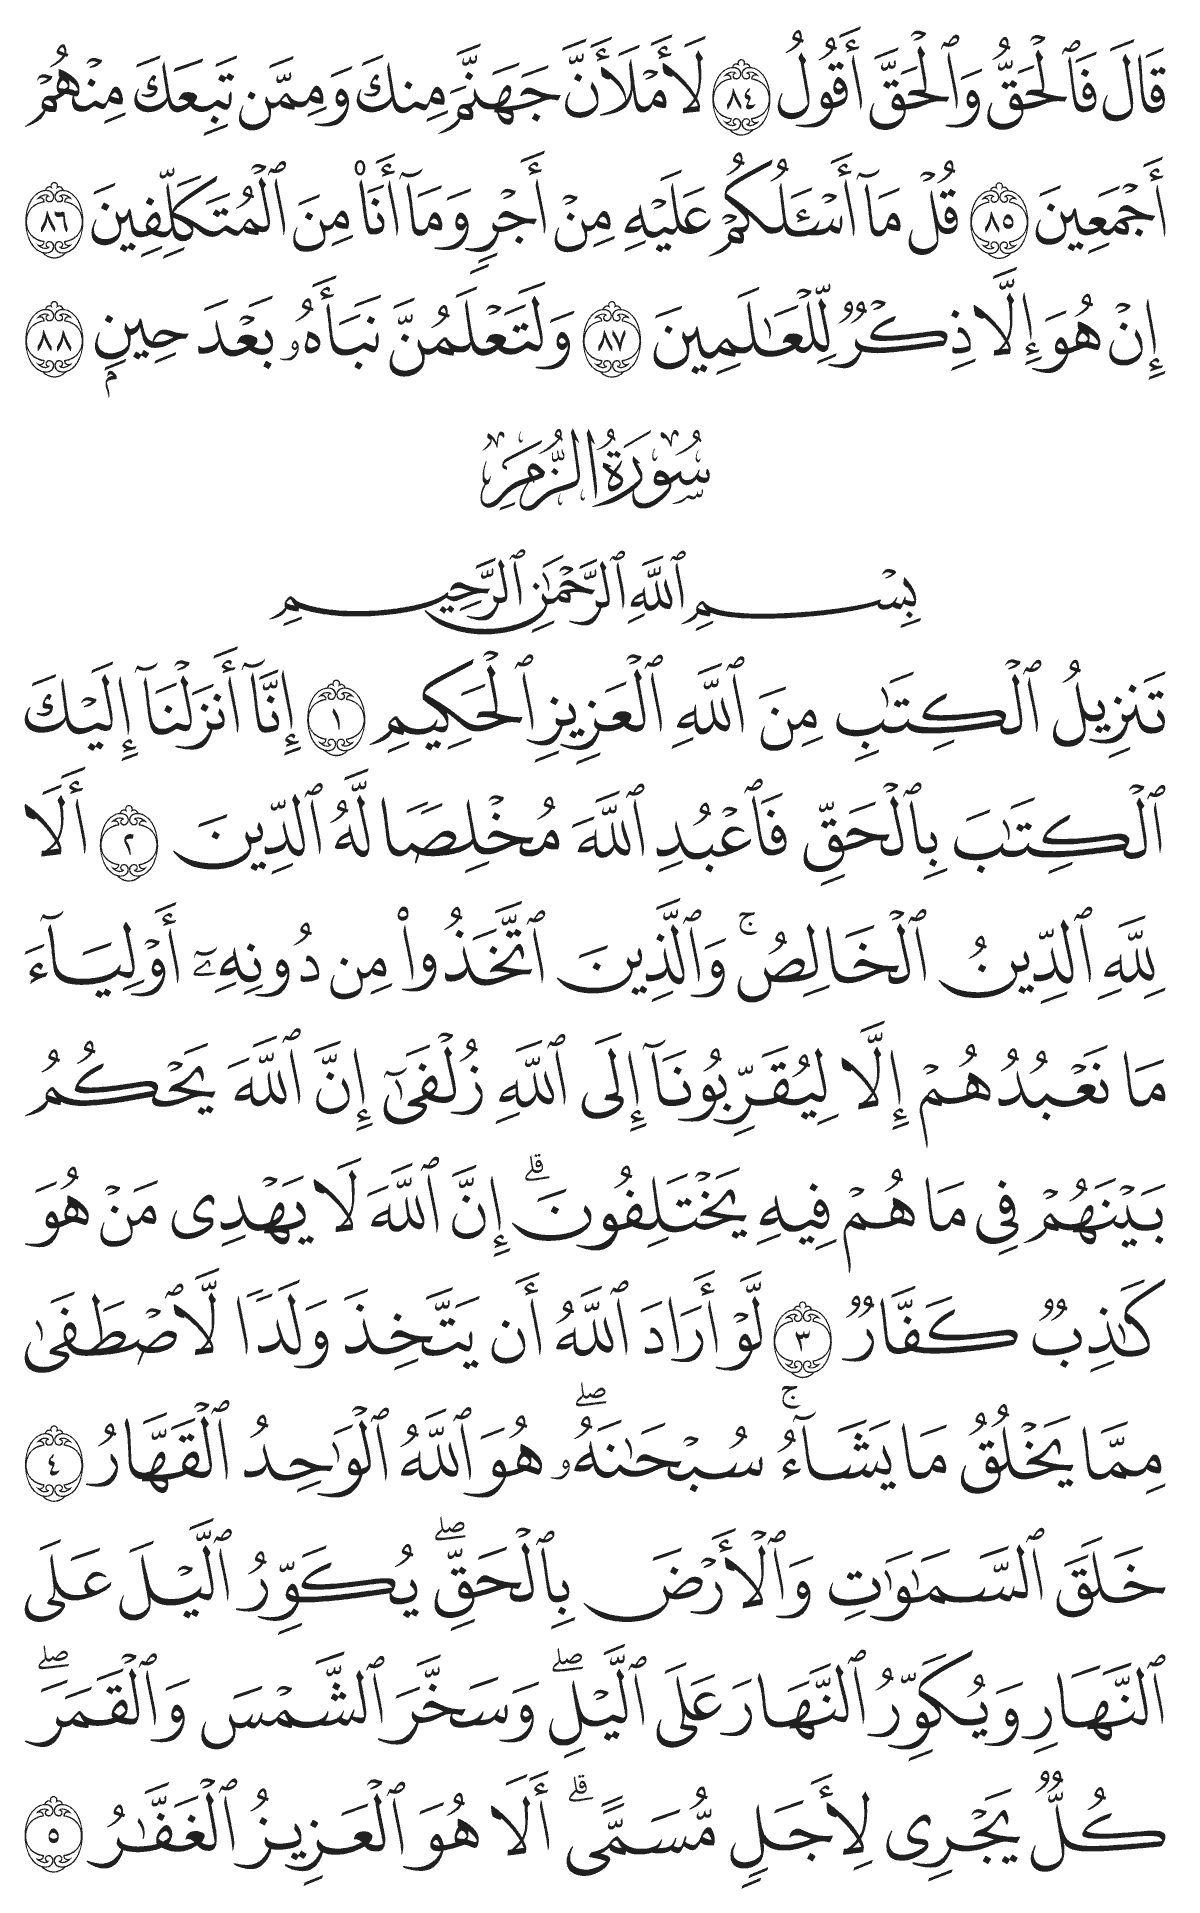 قَالَ فَٱلْحَقُّ وَٱلْحَقَّ أَقُولُ ٨٤ لَأَمْلَأَنَّ جَهَنَّمَ مِنكَ وَمِمَّن تَبِعَكَ مِنْهُمْ
أَجْمَعِينَ ٨٥ قُلْ مَآ أَسْـَٔلُكُمْ عَلَيْهِ مِنْ أَجْرٍ وَمَآ أَنَا۠ مِنَ ٱلْمُتَكَلِّفِينَ ٨٦
إِنْ هُوَ إِلَّا ذِكْرٌ لِّلْعَـٰلَمِينَ ٨٧ وَلَتَعْلَمُنَّ نَبَأَهُۥ بَعْدَ حِينٍۭ ٨٨
سُورَةُ الزُّمَرِ
بِسْمِ ٱللَّهِ ٱلرَّحْمَـٰنِ ٱلرَّحِيمِ
تَنزِيلُ ٱلْكِتَـٰبِ مِنَ ٱللَّهِ ٱلْعَزِيزِ ٱلْحَكِيمِ ١ إِنَّآ أَنزَلْنَآ إِلَيْكَ
ٱلْكِتَـٰبَ بِٱلْحَقِّ فَٱعْبُدِ ٱللَّهَ مُخْلِصًا لَّهُ ٱلدِّينَ ٢ أَلَا
لِلَّهِ ٱلدِّينُ ٱلْخَالِصُ ۚ وَٱلَّذِينَ ٱتَّخَذُوا۟ مِن دُونِهِۦٓ أَوْلِيَآءَ
مَا نَعْبُدُهُمْ إِلَّا لِيُقَرِّبُونَآ إِلَى ٱللَّهِ زُلْفَىٰٓ إِنَّ ٱللَّهَ يَحْكُمُ
بَيْنَهُمْ فِى مَا هُمْ فِيهِ يَخْتَلِفُونَ ۗ إِنَّ ٱللَّهَ لَا يَهْدِى مَنْ هُوَ
كَـٰذِبٌ كَفَّارٌ ٣ لَّوْ أَرَادَ ٱللَّهُ أَن يَتَّخِذَ وَلَدًا لَّٱصْطَفَىٰ
مِمَّا يَخْلُقُ مَا يَشَآءُ ۚ سُبْحَـٰنَهُۥ ۖ هُوَ ٱللَّهُ ٱلْوَٰحِدُ ٱلْقَهَّارُ ٤
خَلَقَ ٱلسَّمَـٰوَٰتِ وَٱلْأَرْضَ بِٱلْحَقِّ ۖ يُكَوِّرُ ٱلَّيْلَ عَلَى
ٱلنَّهَارِ وَيُكَوِّرُ ٱلنَّهَارَ عَلَى ٱلَّيْلِ ۖ وَسَخَّرَ ٱلشَّمْسَ وَٱلْقَمَرَ ۖ
كُلٌّ يَجْرِى لِأَجَلٍ مُّسَمًّى ۗ أَلَا هُوَ ٱلْعَزِيزُ ٱلْغَفَّـٰرُ ٥